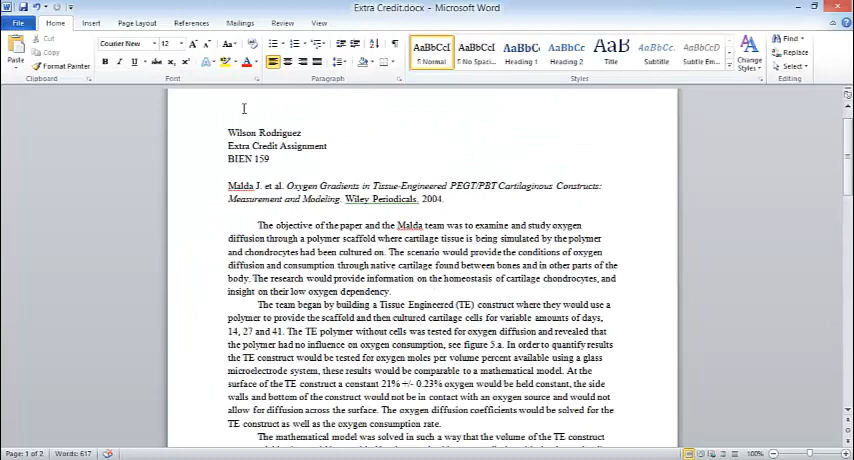 Extra Credit.docx - Microsoft Word
File Home Insert Page Layout References Mailings Review View
Cut
Copy
Format Painter
Paste
Clipboard
Courier New 12
Font
Paragraph
AaBbCcI AaBbCcI AaBbC AaBbCc AaB AaBbCc. AaBbCcD
¶ Normal ¶ No Spaci... Heading 1 Heading 2 Title Subtitle Subtle Em...
Styles
Change
Styles
Find
Replace
Select
Editing
Wilson Rodriguez
Extra Credit Assignment
BIEN 159
Malda J. et al. Oxygen Gradients in Tissue-Engineered PEGT/PBT Cartilaginous Constructs:
Measurement and Modeling. Wiley Periodicals. 2004.
The objective of the paper and the Malda team was to examine and study oxygen
diffusion through a polymer scaffold where cartilage tissue is being simulated by the polymer
and chondrocytes had been cultured on. The scenario would provide the conditions of oxygen
diffusion and consumption through native cartilage found between bones and in other parts of the
body. The research would provide information on the homeostasis of cartilage chondrocytes, and
insight on their low oxygen dependency.
The team began by building a Tissue Engineered (TE) construct where they would use a
polymer to provide the scaffold and then cultured cartilage cells for variable amounts of days,
14, 27 and 41. The TE polymer without cells was tested for oxygen diffusion and revealed that
the polymer had no influence on oxygen consumption, see figure 5.a. In order to quantify results
the TE construct would be tested for oxygen moles per volume percent available using a glass
microelectrode system, these results would be comparable to a mathematical model. At the
surface of the TE construct a constant 21% +/- 0.23% oxygen would be held constant, the side
walls and bottom of the construct would not be in contact with an oxygen source and would not
allow for diffusion across the surface. The oxygen diffusion coefficients would be solved for the
TE construct as well as the oxygen consumption rate.
The mathematical model was solved in such a way that the volume of the TE construct
Page: 1 of 2 Words: 617 100%